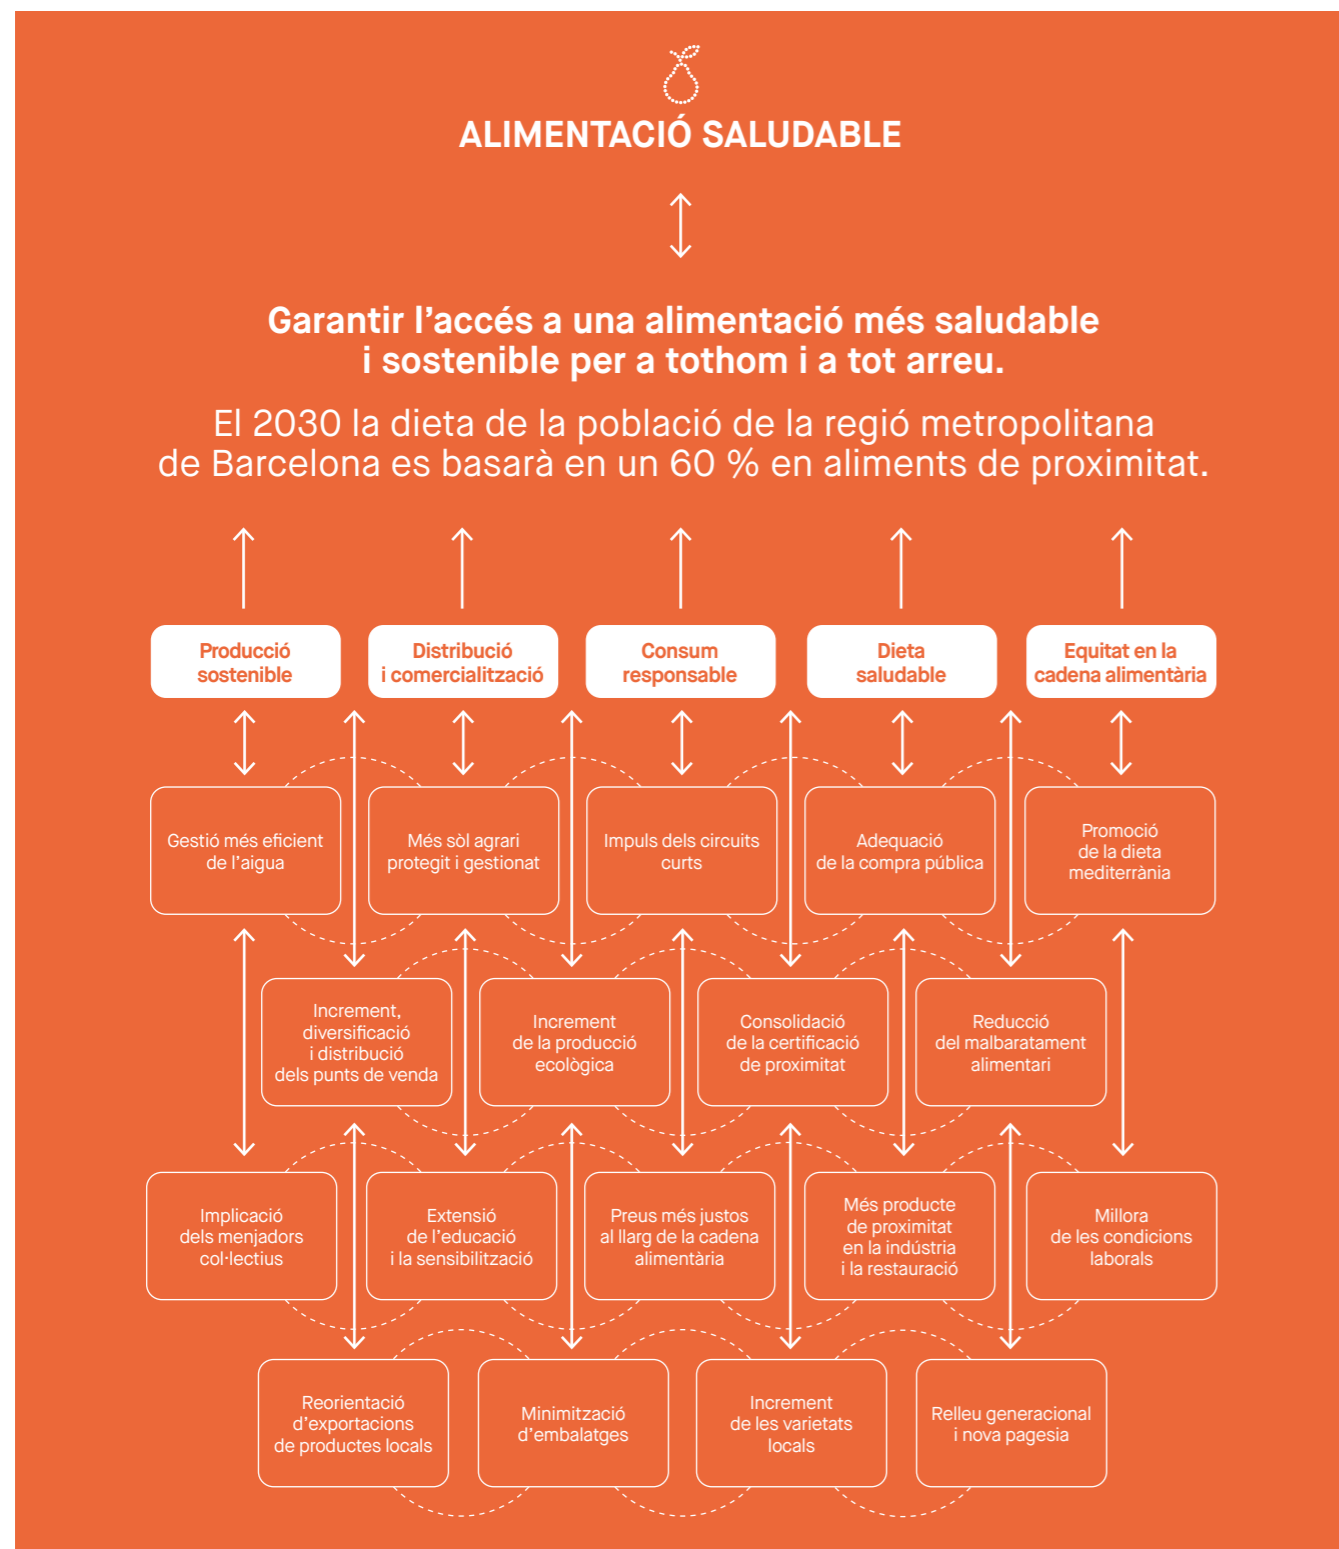 ALIMENTACIÓ SALUDABLE
Garantir l’accés a una alimentació més saludable
i sostenible per a tothom i a tot arreu.
El 2030 la dieta de la població de la regió metropolitana
de Barcelona es basarà en un 60 % en aliments de proximitat.
Producció
sostenible
Distribució
i comercialització
Consum
responsable
Dieta
saludable
Equitat en la
cadena alimentària
Gestió més eficient
de l’aigua
Més sòl agrari
protegit i gestionat
Impuls dels circuits
curts
Adequació
de la compra pública
Promoció
de la dieta
mediterrània
Increment,
diversificació
i distribució
dels punts de venda
Increment
de la producció
ecològica
Consolidació
de la certificació
de proximitat
Reducció
del malbaratament
alimentari
Implicació
dels menjadors
col·lectius
Extensió
de l’educació
i la sensibilització
Preus més justos
al llarg de la cadena
alimentària
Més producte
de proximitat
en la indústria
i la restauració
Millora
de les condicions
laborals
Reorientació
d’exportacions
de productes locals
Minimització
d’embalatges
Increment
de les varietats
locals
Relleu generacional
i nova pagesia